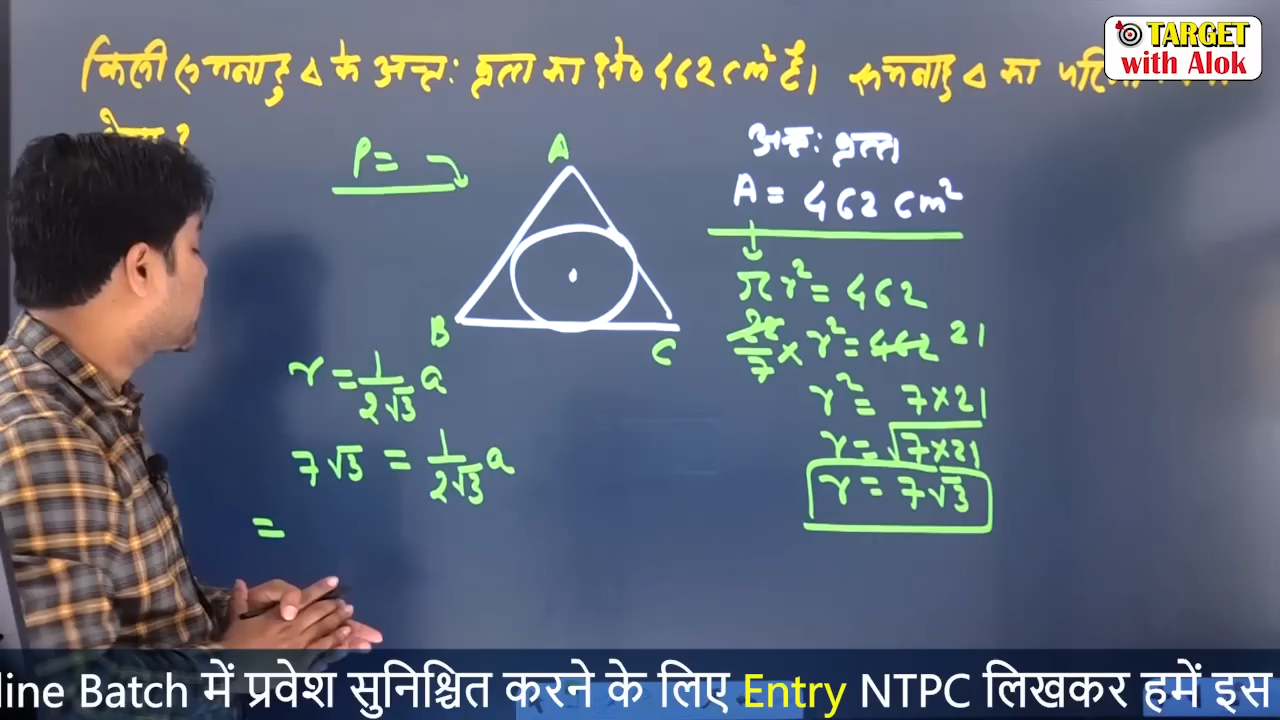 TARGET
with Alok
किसी समबाहु Δ के अन्तः वृत्त का क्षे० 462 cm² है। समबाहु Δ का
P =
A
B
C
अन्तः वृत्त
A = 462 cm²
πr² = 462
22/7 × r² = 462 21
r² = 7×21
r = √7×21
r = 7√3
r = 1/2√3 a
7√3 = 1/2√3 a
=
line Batch में प्रवेश सुनिश्चित करने के लिए Entry NTPC लिखकर हमें इस